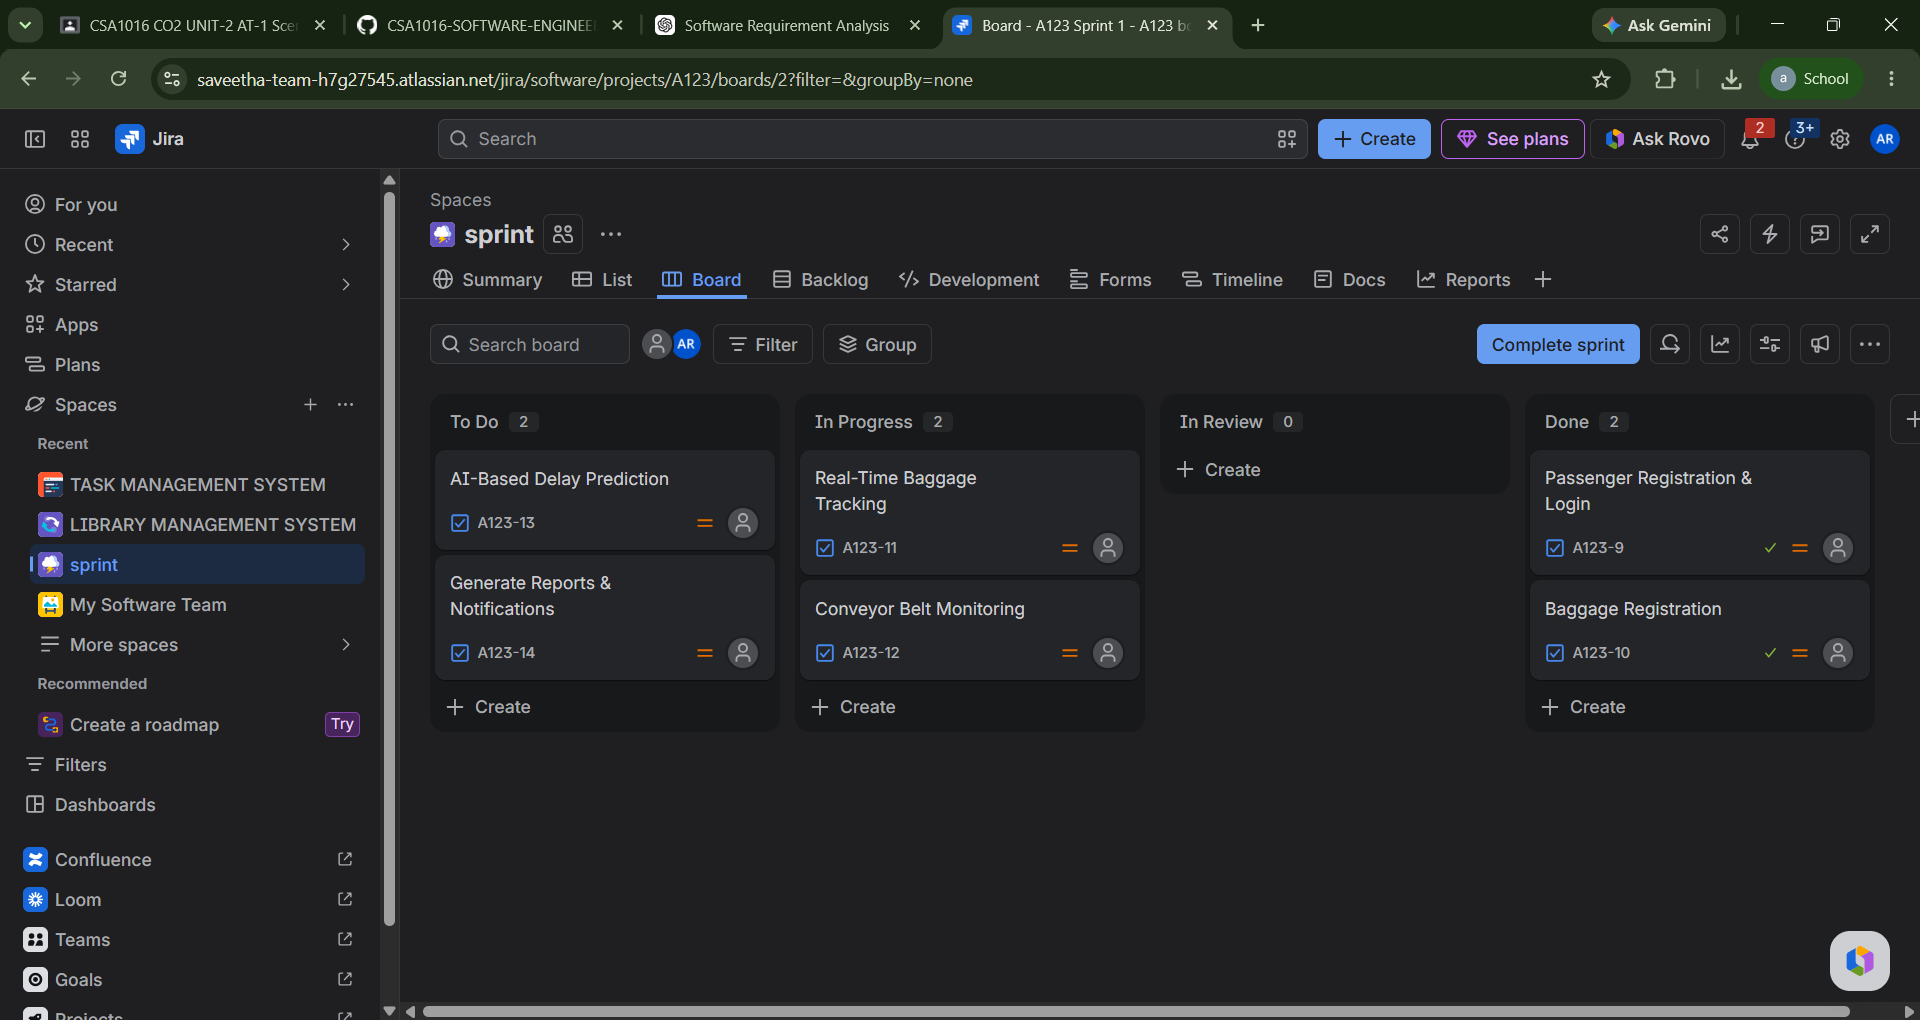 CSA1016 CO2 UNIT-2 AT-1 Sce
CSA1016-SOFTWARE-ENGINEE
Software Requirement Analysis
Board - A123 Sprint 1 - A123 bo
Ask Gemini
saveetha-team-h7g27545.atlassian.net/jira/software/projects/A123/boards/2?filter=&groupBy=none
a
School
Jira
Search
Create
See plans
Ask Rovo
2
3+
AR
For you
Recent
Starred
Apps
Plans
Spaces
Recent
TASK MANAGEMENT SYSTEM
LIBRARY MANAGEMENT SYSTEM
sprint
My Software Team
More spaces
Recommended
Create a roadmap
Try
Filters
Dashboards
Confluence
Loom
Teams
Goals
Projects
Spaces
sprint
Summary
List
Board
Backlog
Development
Forms
Timeline
Docs
Reports
Search board
AR
Filter
Group
Complete sprint
To Do 2
AI-Based Delay Prediction
A123-13
Generate Reports &
Notifications
A123-14
Create
In Progress 2
Real-Time Baggage
Tracking
A123-11
Conveyor Belt Monitoring
A123-12
Create
In Review 0
Create
Done 2
Passenger Registration &
Login
A123-9
Baggage Registration
A123-10
Create